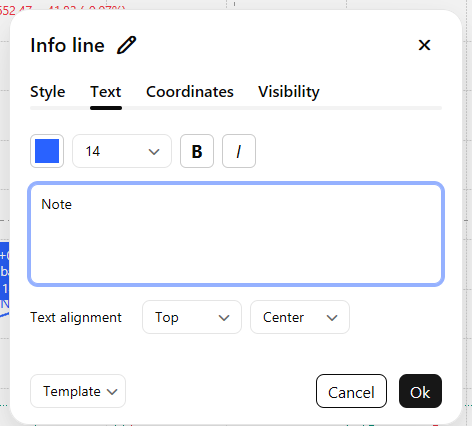 Info line
Style Text Coordinates Visibility
14 B I
Note
Text alignment Top Center
Template Cancel Ok